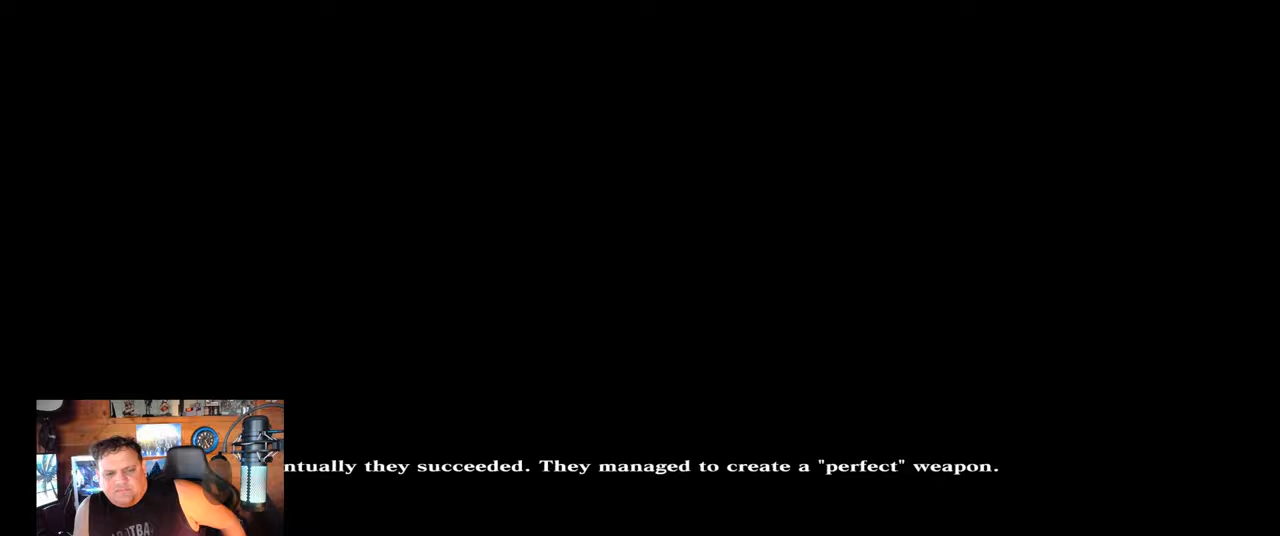 ntually they succeeded. They managed to create a "perfect" weapon.